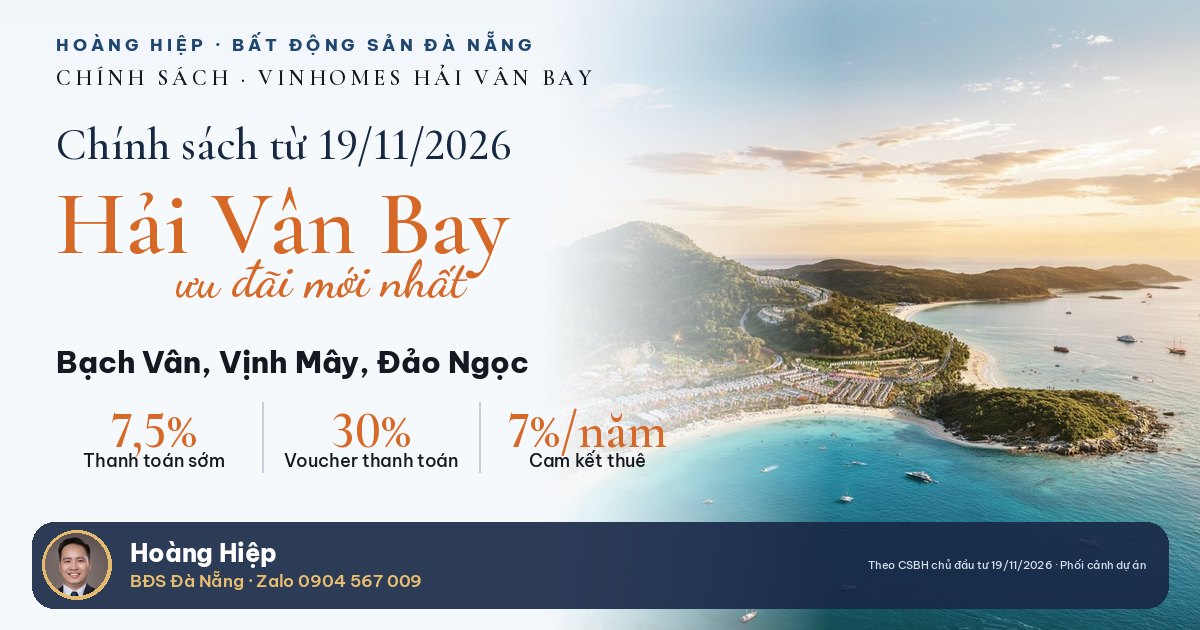 HOÀNG HIỆP · BẤT ĐỘNG SẢN ĐÀ NẴNG
CHÍNH SÁCH · VINHOMES HẢI VÂN BAY
Chính sách từ 19/11/2026
Hải Vân Bay
ưu đãi mới nhất
Bạch Vân, Vịnh Mây, Đảo Ngọc
7,5%
Thanh toán sớm
30%
Voucher thanh toán
7%/năm
Cam kết thuê
Hoàng Hiệp
BĐS Đà Nẵng · Zalo 0904 567 009
Theo CSBH chủ đầu tư 19/11/2026 · Phối cảnh dự án